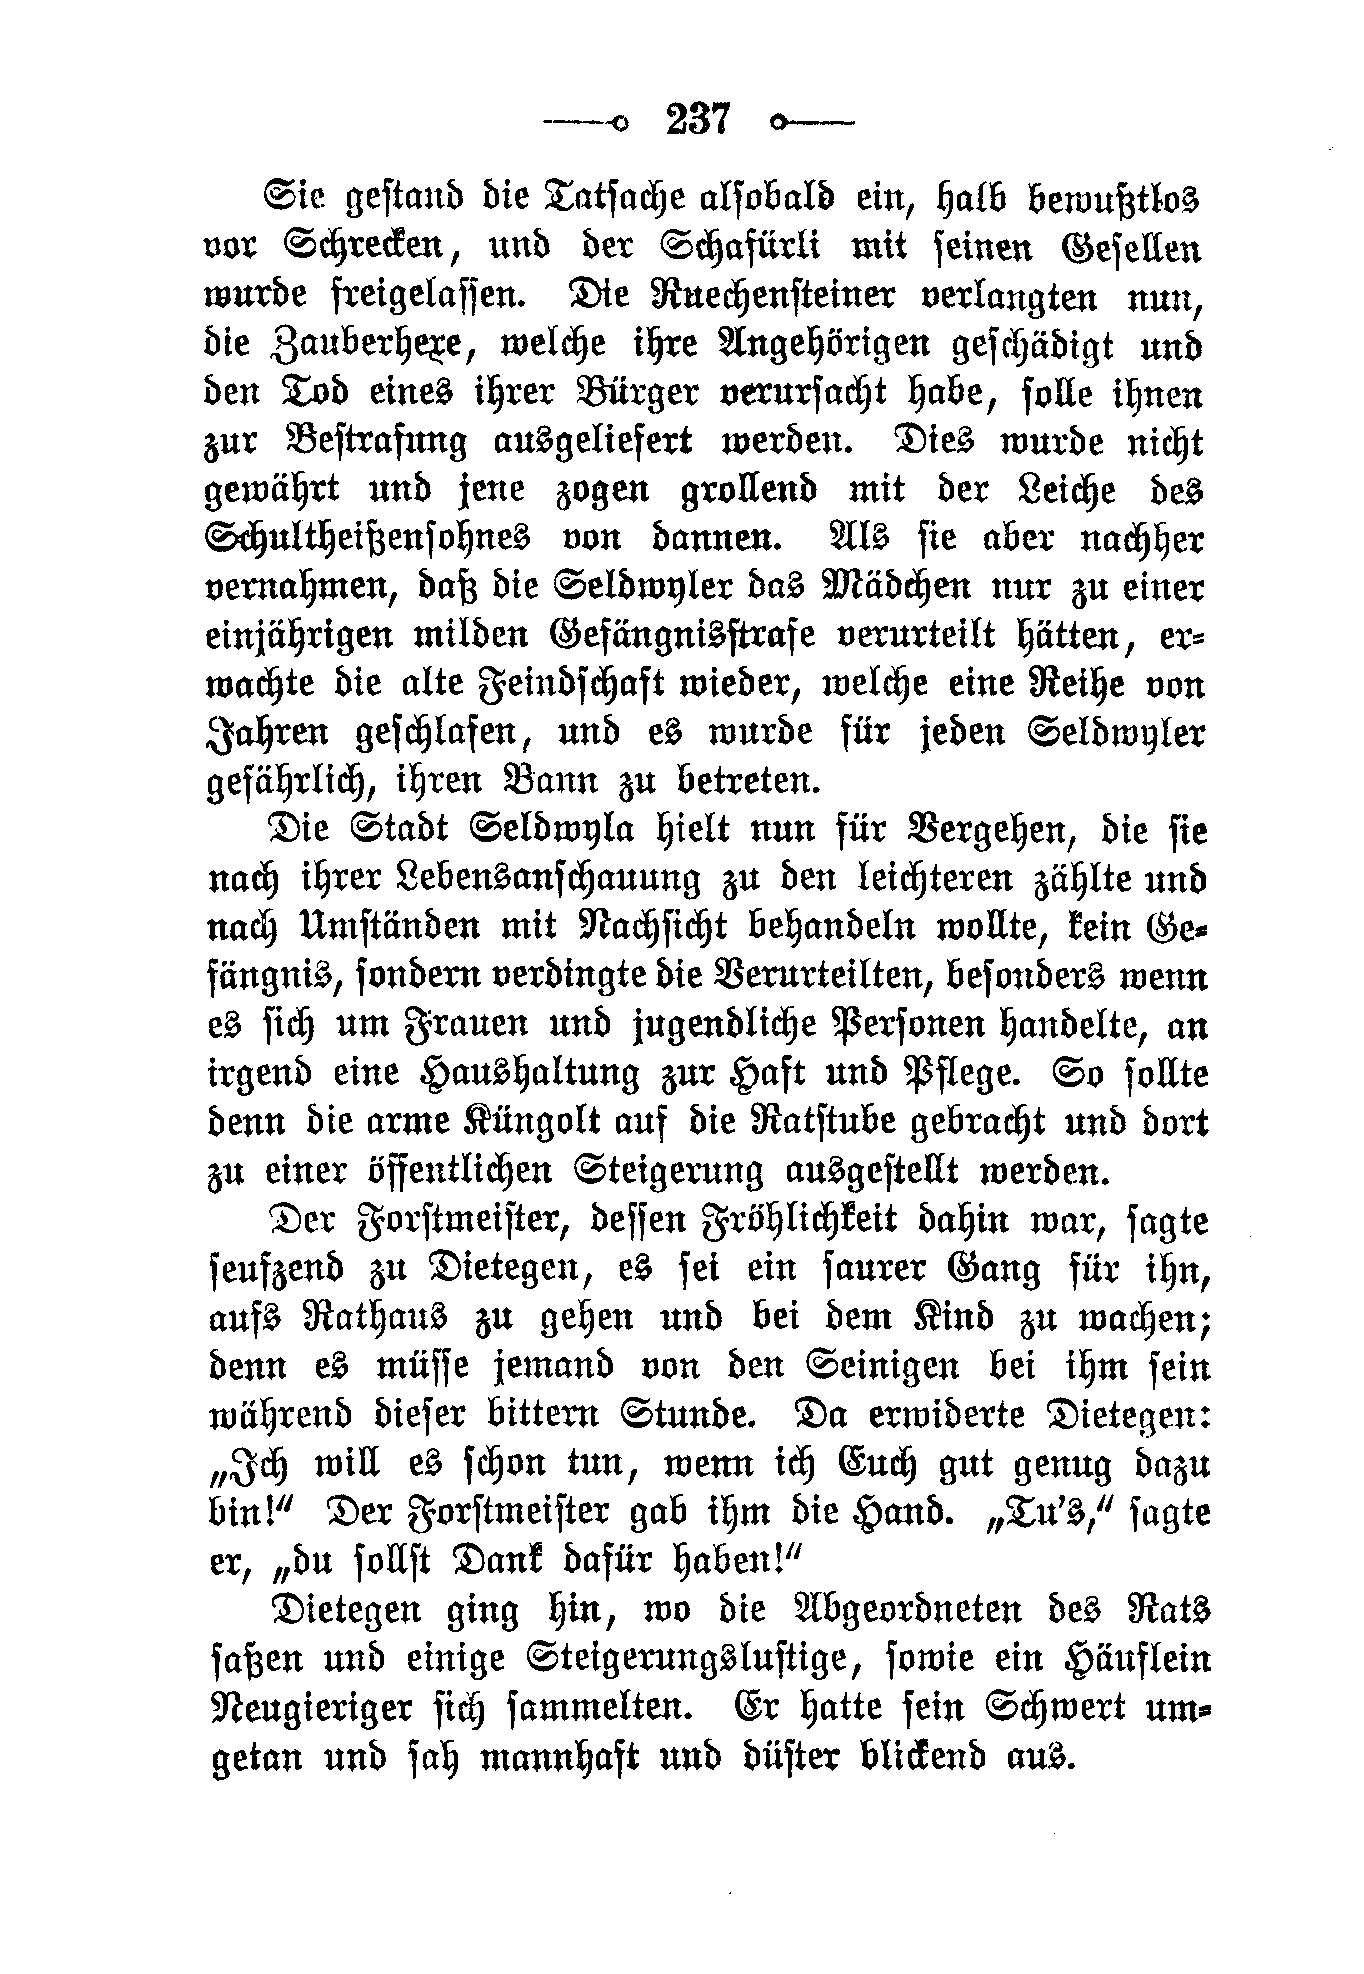 237
Sie gestand die Tatsache alsobald ein, halb bewußtlos
vor Schrecken, und der Schafürli mit seinen Gesellen
wurde freigelassen. Die Ruechensteiner verlangten nun,
die Zauberhexe, welche ihre Angehörigen geschädigt und
den Tod eines ihrer Bürger verursacht habe, solle ihnen
zur Bestrafung ausgeliefert werden. Dies wurde nicht
gewährt und jene zogen grollend mit der Leiche des
Schultheißensohnes von dannen. Als sie aber nachher
vernahmen, daß die Seldwyler das Mädchen nur zu einer
einjährigen milden Gefängnisstrafe verurteilt hätten, er-
wachte die alte Feindschaft wieder, welche eine Reihe von
Jahren geschlafen, und es wurde für jeden Seldwyler
gefährlich, ihren Bann zu betreten.
Die Stadt Seldwyla hielt nun für Vergehen, die sie
nach ihrer Lebensanschauung zu den leichteren zählte und
nach Umständen mit Nachsicht behandeln wollte, kein Ge-
fängnis, sondern verdingte die Verurteilten, besonders wenn
es sich um Frauen und jugendliche Personen handelte, an
irgend eine Haushaltung zur Haft und Pflege. So sollte
denn die arme Küngolt auf die Ratstube gebracht und dort
zu einer öffentlichen Steigerung ausgestellt werden.
Der Forstmeister, dessen Fröhlichkeit dahin war, sagte
seufzend zu Dietegen, es sei ein saurer Gang für ihn,
aufs Rathaus zu gehen und bei dem Kind zu wachen;
denn es müsse jemand von den Seinigen bei ihm sein
während dieser bittern Stunde. Da erwiderte Dietegen:
„Ich will es schon tun, wenn ich Euch gut genug dazu
bin!“ Der Forstmeister gab ihm die Hand. „Tu's,“ sagte
er, „du sollst Dank dafür haben!“
Dietegen ging hin, wo die Abgeordneten des Rats
saßen und einige Steigerungslustige, sowie ein Häuflein
Neugieriger sich sammelten. Er hatte sein Schwert um-
getan und sah mannhaft und düster blickend aus.